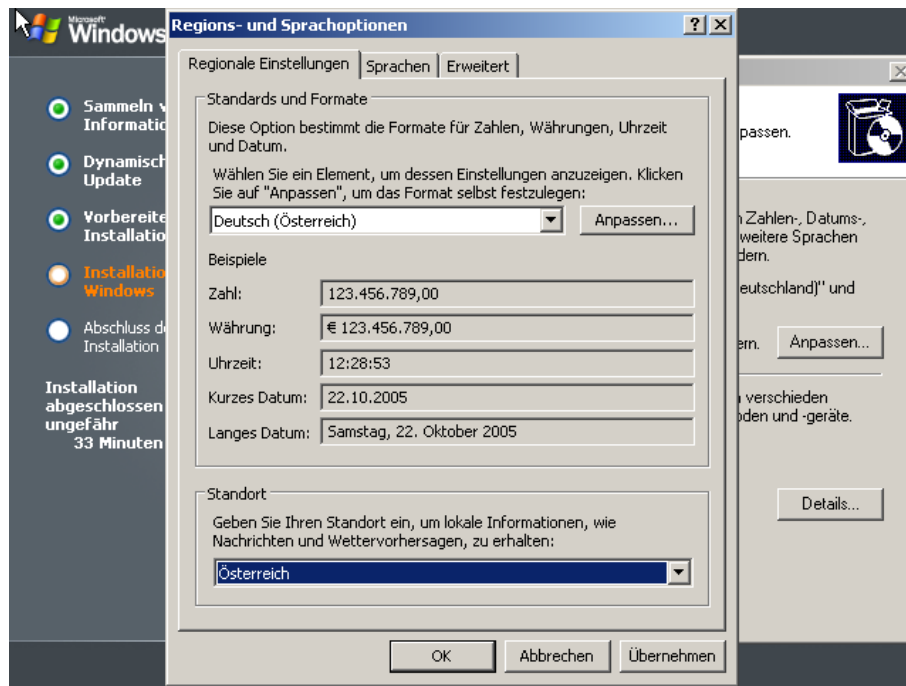 Microsoft
Windows
Regions- und Sprachoptionen
Regionale Einstellungen
Sprachen
Erweitert
Standards und Formate
Diese Option bestimmt die Formate für Zahlen, Währungen, Uhrzeit
und Datum.
Wählen Sie ein Element, um dessen Einstellungen anzuzeigen. Klicken
Sie auf "Anpassen", um das Format selbst festzulegen:
Deutsch (Österreich)
Anpassen...
Beispiele
Zahl:
123.456.789,00
Währung:
€ 123.456.789,00
Uhrzeit:
12:28:53
Kurzes Datum:
22.10.2005
Langes Datum:
Samstag, 22. Oktober 2005
Standort
Geben Sie Ihren Standort ein, um lokale Informationen, wie
Nachrichten und Wettervorhersagen, zu erhalten:
Österreich
OK
Abbrechen
Übernehmen
Sammeln v
Informatic
Dynamisch
Update
Vorbereite
Installatio
Installatio
Windows
Abschluss d
Installation
Installation
abgeschlossen
ungefähr
33 Minuten
passen.
Zahlen-, Datums-,
weitere Sprachen
dern.
eutschland)" und
ern.
Anpassen...
verschieden
oden und -geräte.
Details...